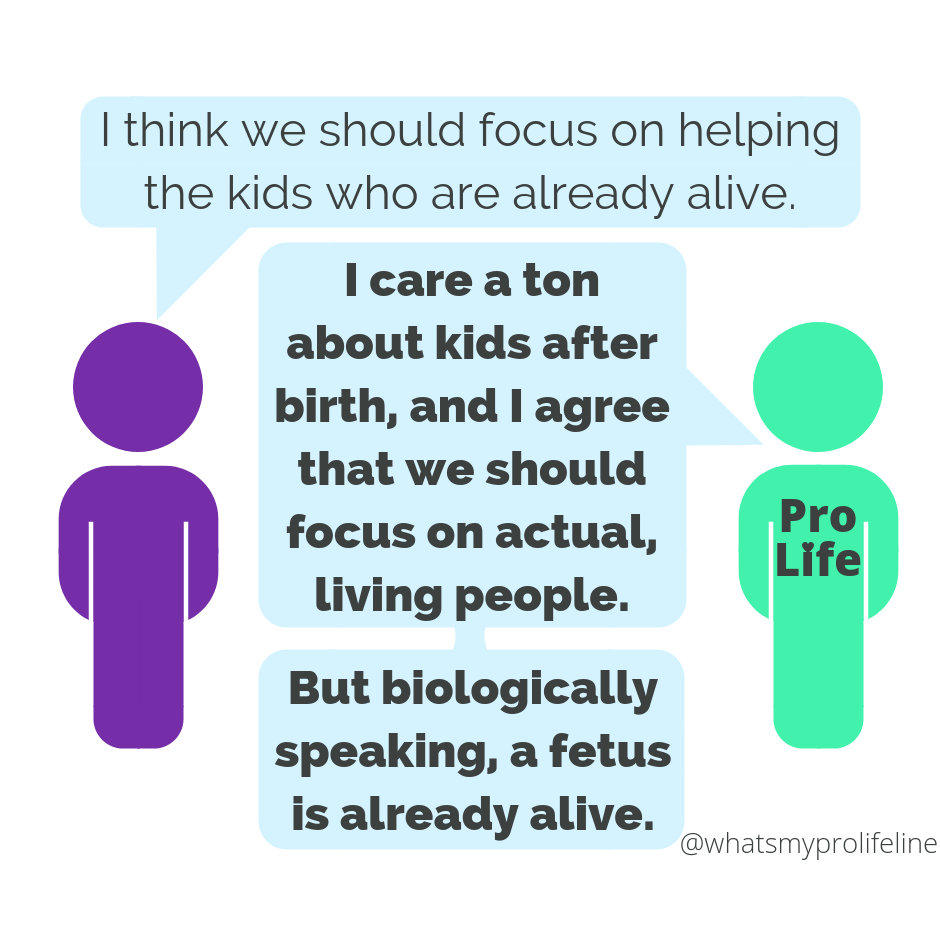 I think we should focus on helping
the kids who are already alive.
I care a ton
about kids after
birth, and I agree
that we should
focus on actual,
living people.
Pro
Life
But biologically
speaking, a fetus
is already alive.
@whatsmyprolifeline